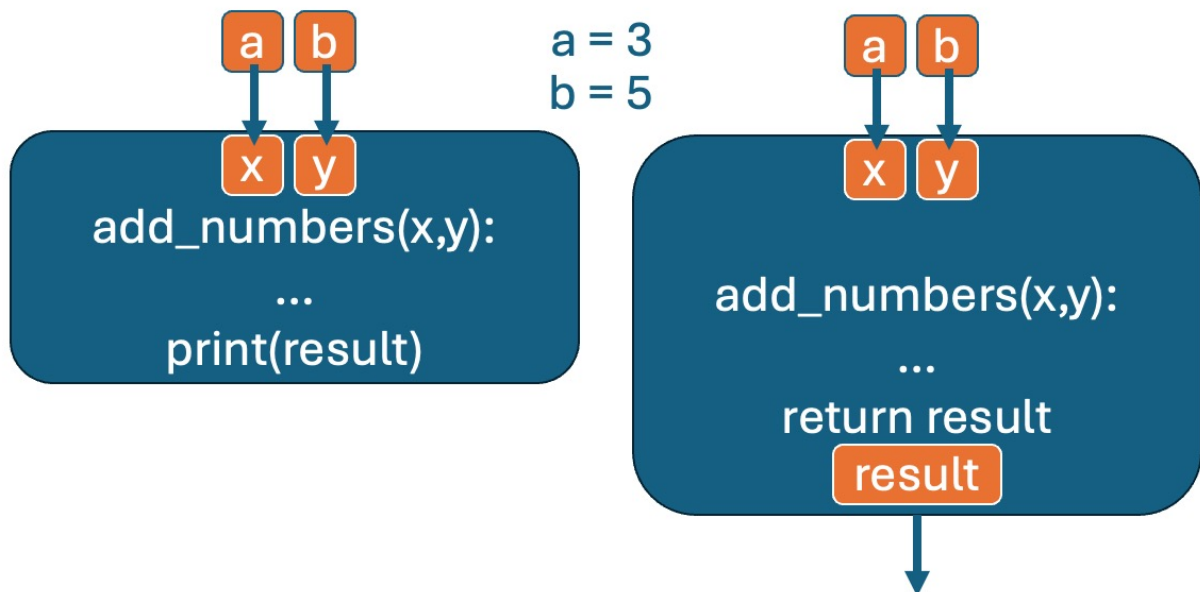 a b
x y
add_numbers(x,y):
...
print(result)
a = 3
b = 5
a b
x y
add_numbers(x,y):
...
return result
result